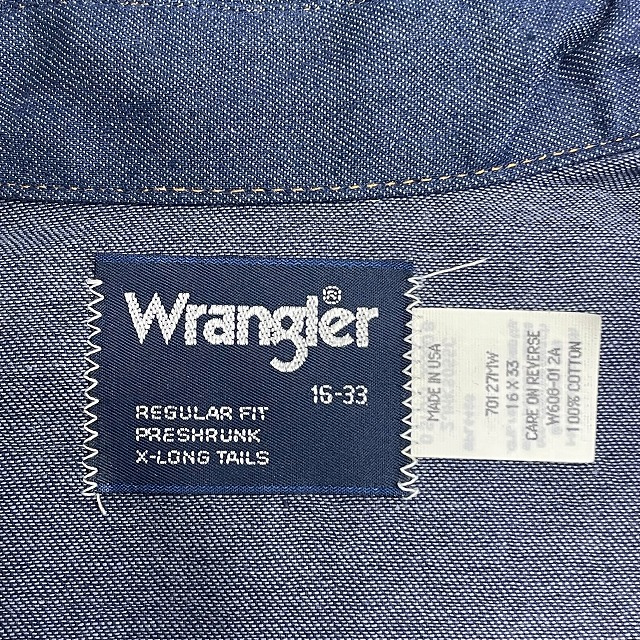 Wrangler®
16-33
REGULAR FIT
PRESHRUNK
X-LONG TAILS
MADE IN USA
70127MW
16 X 33
CARE ON REVERSE
W608-012A
100% COTTON